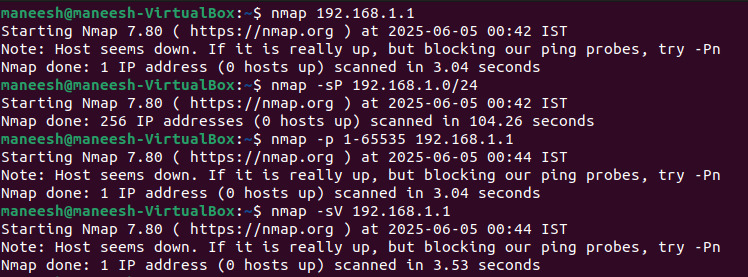 maneesh@maneesh-VirtualBox:~$ nmap 192.168.1.1
Starting Nmap 7.80 ( https://nmap.org ) at 2025-06-05 00:42 IST
Note: Host seems down. If it is really up, but blocking our ping probes, try -Pn
Nmap done: 1 IP address (0 hosts up) scanned in 3.04 seconds
maneesh@maneesh-VirtualBox:~$ nmap -sP 192.168.1.0/24
Starting Nmap 7.80 ( https://nmap.org ) at 2025-06-05 00:42 IST
Nmap done: 256 IP addresses (0 hosts up) scanned in 104.26 seconds
maneesh@maneesh-VirtualBox:~$ nmap -p 1-65535 192.168.1.1
Starting Nmap 7.80 ( https://nmap.org ) at 2025-06-05 00:44 IST
Note: Host seems down. If it is really up, but blocking our ping probes, try -Pn
Nmap done: 1 IP address (0 hosts up) scanned in 3.04 seconds
maneesh@maneesh-VirtualBox:~$ nmap -sV 192.168.1.1
Starting Nmap 7.80 ( https://nmap.org ) at 2025-06-05 00:44 IST
Note: Host seems down. If it is really up, but blocking our ping probes, try -Pn
Nmap done: 1 IP address (0 hosts up) scanned in 3.53 seconds